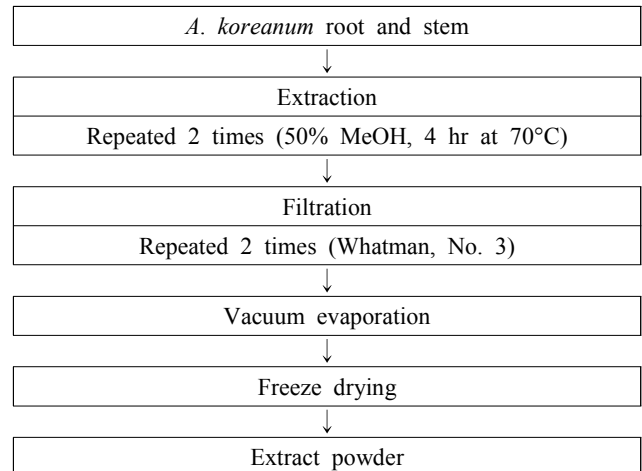 A. koreanum root and stem
Extraction
Repeated 2 times (50% MeOH, 4 hr at 70°C)
Filtration
Repeated 2 times (Whatman, No. 3)
Vacuum evaporation
Freeze drying
Extract powder